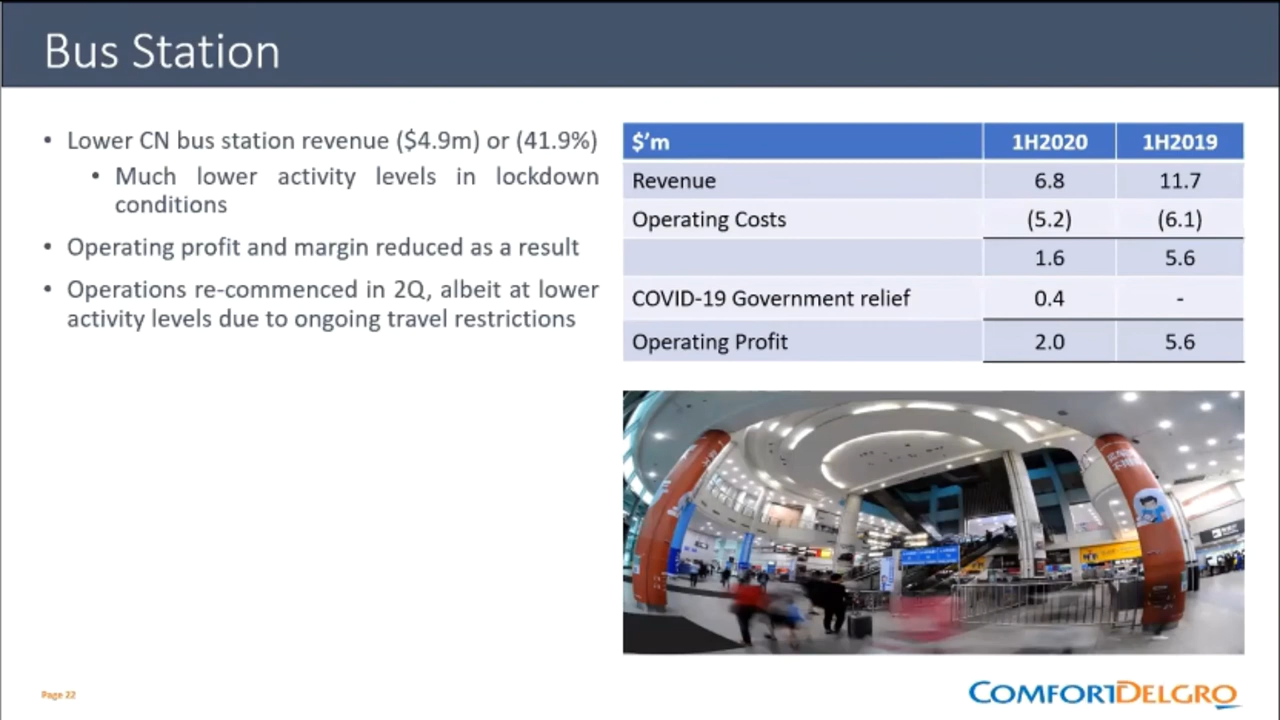 Bus Station
• Lower CN bus station revenue ($4.9m) or (41.9%)
• Much lower activity levels in lockdown
conditions
• Operating profit and margin reduced as a result
• Operations re-commenced in 2Q, albeit at lower
activity levels due to ongoing travel restrictions
$'m 1H2020 1H2019
Revenue 6.8 11.7
Operating Costs (5.2) (6.1)
1.6 5.6
COVID-19 Government relief 0.4 -
Operating Profit 2.0 5.6
Page 22
COMFORTDELGRO